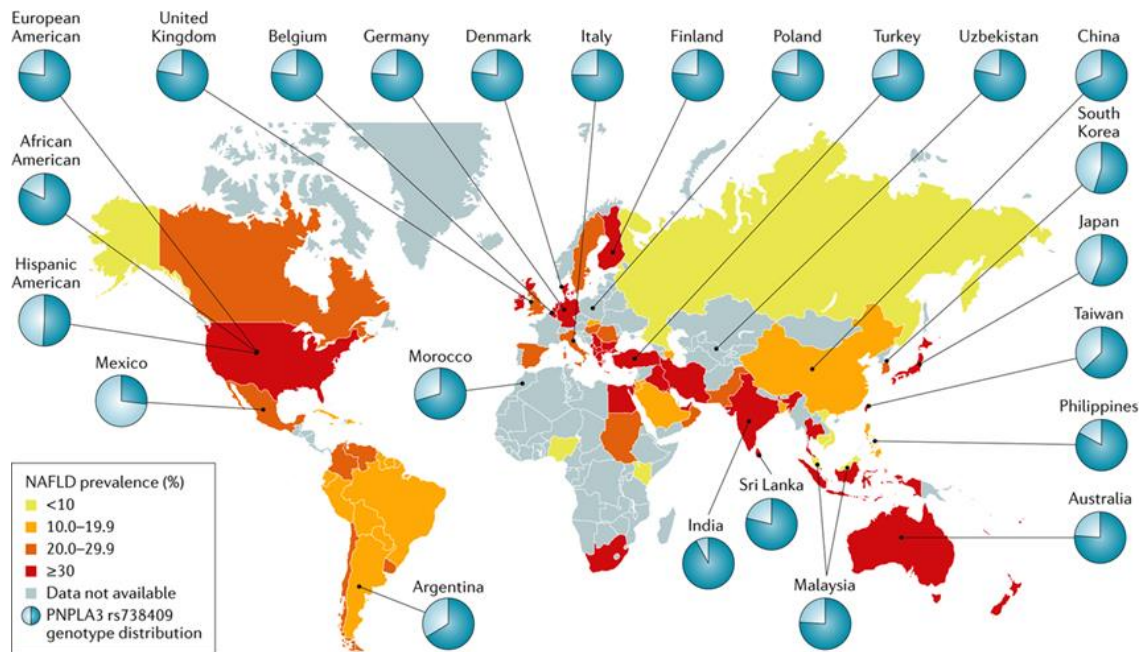 European
American
United
Kingdom
Belgium
Germany
Denmark
Italy
Finland
Poland
Turkey
Uzbekistan
China
South
Korea
African
American
Japan
Hispanic
American
Taiwan
Mexico
Morocco
Philippines
NAFLD prevalence (%)
<10
10.0–19.9
20.0–29.9
≥30
Data not available
PNPLA3 rs738409
genotype distribution
Sri Lanka
India
Australia
Argentina
Malaysia